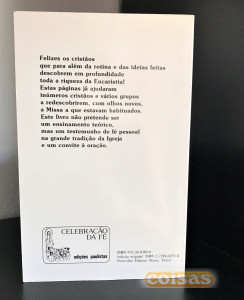 Felizes os cristãos
que para além da rotina e das ideias feitas
descobrem em profundidade
toda a riqueza da Eucaristia!
Estas páginas já ajudaram
inúmeros cristãos e vários grupos
a redescobrirem, com olhos novos,
a Missa a que estavam habituados.
Este livro não pretende ser
um ensinamento teórico,
mas um testemunho de fé pessoal
na grande tradição da Igreja
e um convite à oração.
CELEBRAÇÃO
DA FÉ
edições paulistas
coisas